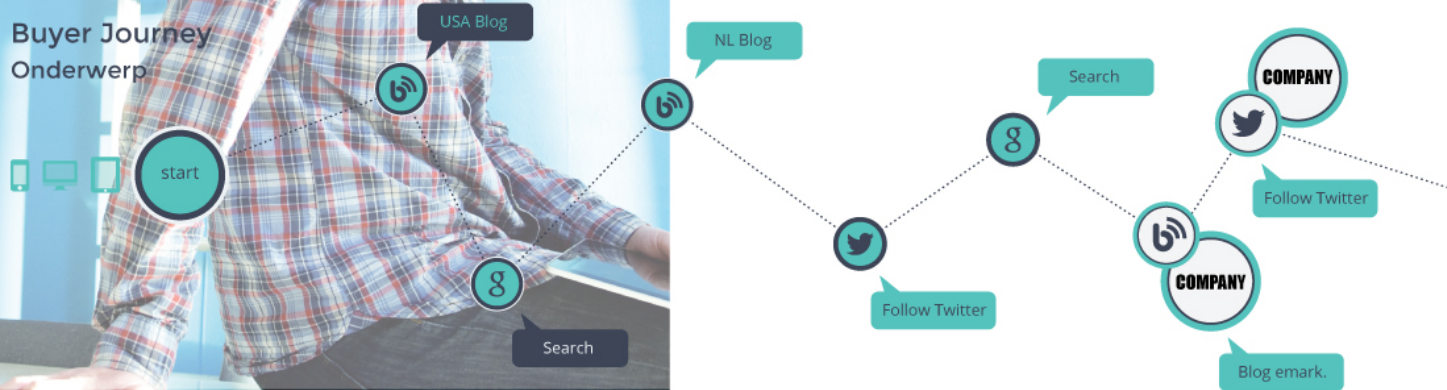 Buyer Journey
Onderwerp
start
USA Blog
Search
NL Blog
Follow Twitter
Search
COMPANY
Blog emark.
COMPANY
Follow Twitter